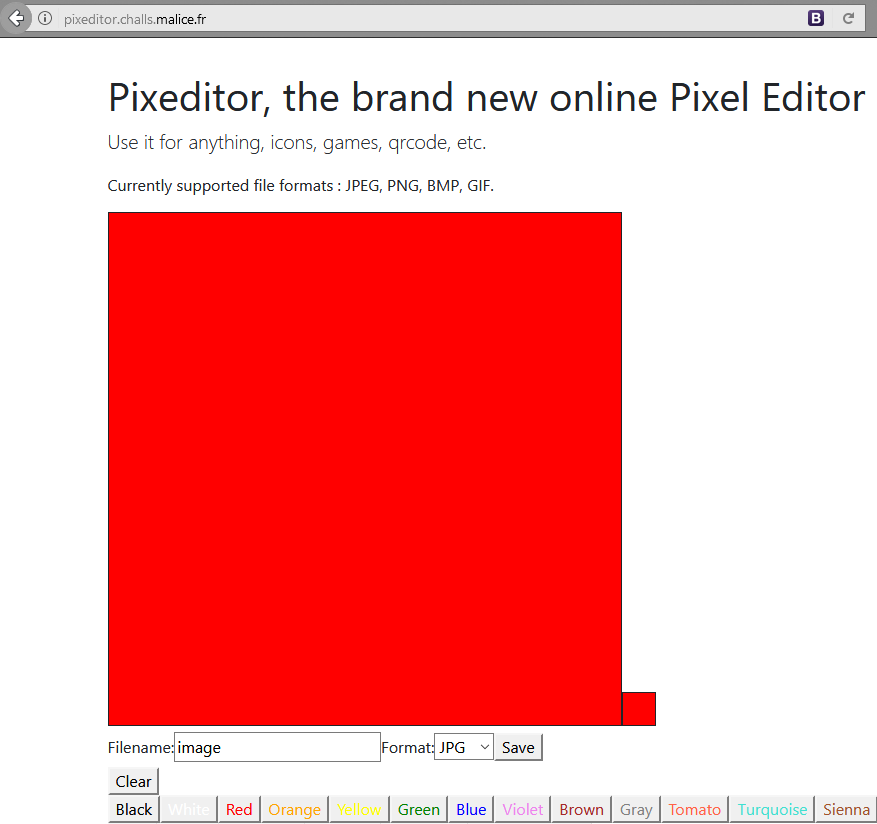 pixeditor.challs.malice.fr B
Pixeditor, the brand new online Pixel Editor
Use it for anything, icons, games, qrcode, etc.
Currently supported file formats : JPEG, PNG, BMP, GIF.
Filename: image Format: JPG Save
Clear
Black White Red Orange Yellow Green Blue Violet Brown Gray Tomato Turquoise Sienna